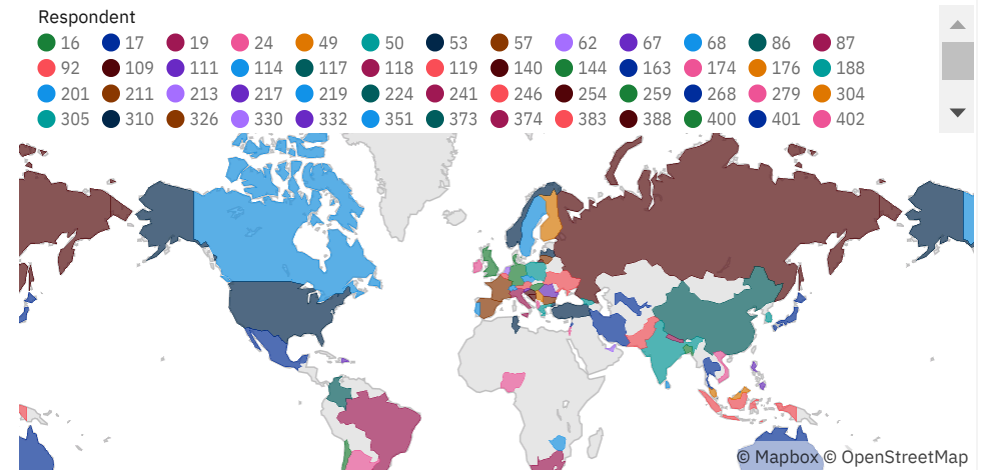 Respondent
16 17 19 24 49 50 53 57 62 67 68 86 87
92 109 111 114 117 118 119 140 144 163 174 176 188
201 211 213 217 219 224 241 246 254 259 268 279 304
305 310 326 330 332 351 373 374 383 388 400 401 402
© Mapbox © OpenStreetMap